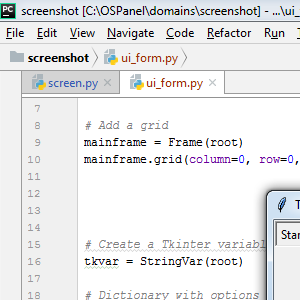 PC screenshot [C:\OSPanel\domains\screenshot] - ...\ui_
File Edit View Navigate Code Refactor Run
screenshot ui_form.py
screen.py ui_form.py
7
8 # Add a grid
9 mainframe = Frame(root)
10 mainframe.grid(column=0, row=0,
11
12
13
14
15 # Create a Tkinter variabl
16 tkvar = StringVar(root)
17
18 # Dictionary with options
Star